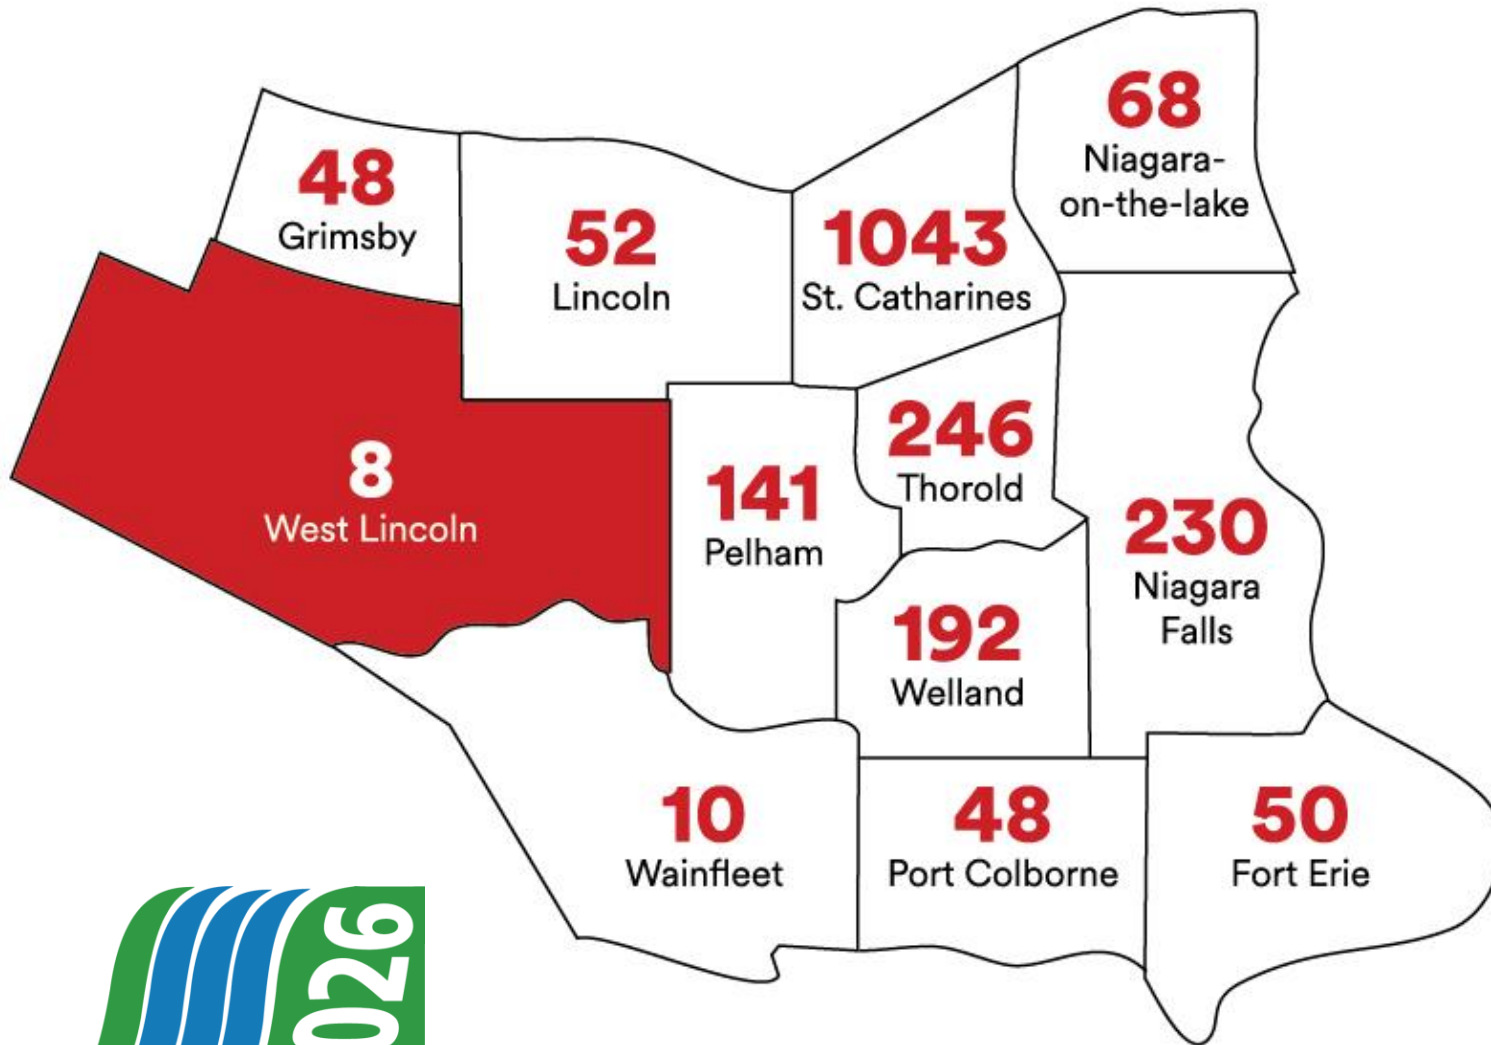 68
Niagara-
on-the-lake
48
Grimsby
52
Lincoln
1043
St. Catharines
246
Thorold
8
West Lincoln
141
Pelham
230
Niagara
Falls
192
Welland
10
Wainfleet
48
Port Colborne
50
Fort Erie
026